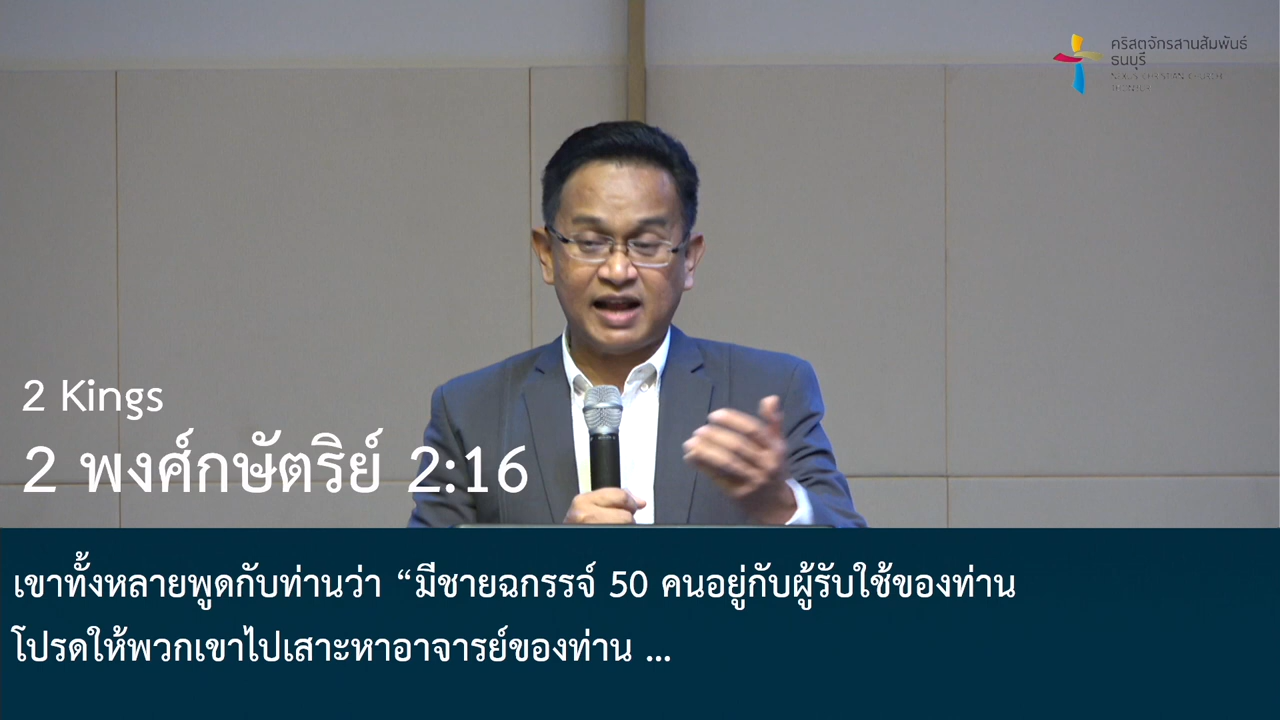 คริสตจักรสานสัมพันธ์
ธนบุรี
NEXUS CHRISTIAN CHURCH
THONBURI
2 Kings
2 พงศ์กษัตริย์ 2:16
เขาทั้งหลายพูดกับท่านว่า “มีชายฉกรรจ์ 50 คนอยู่กับผู้รับใช้ของท่าน
โปรดให้พวกเขาไปเสาะหาอาจารย์ของท่าน ...